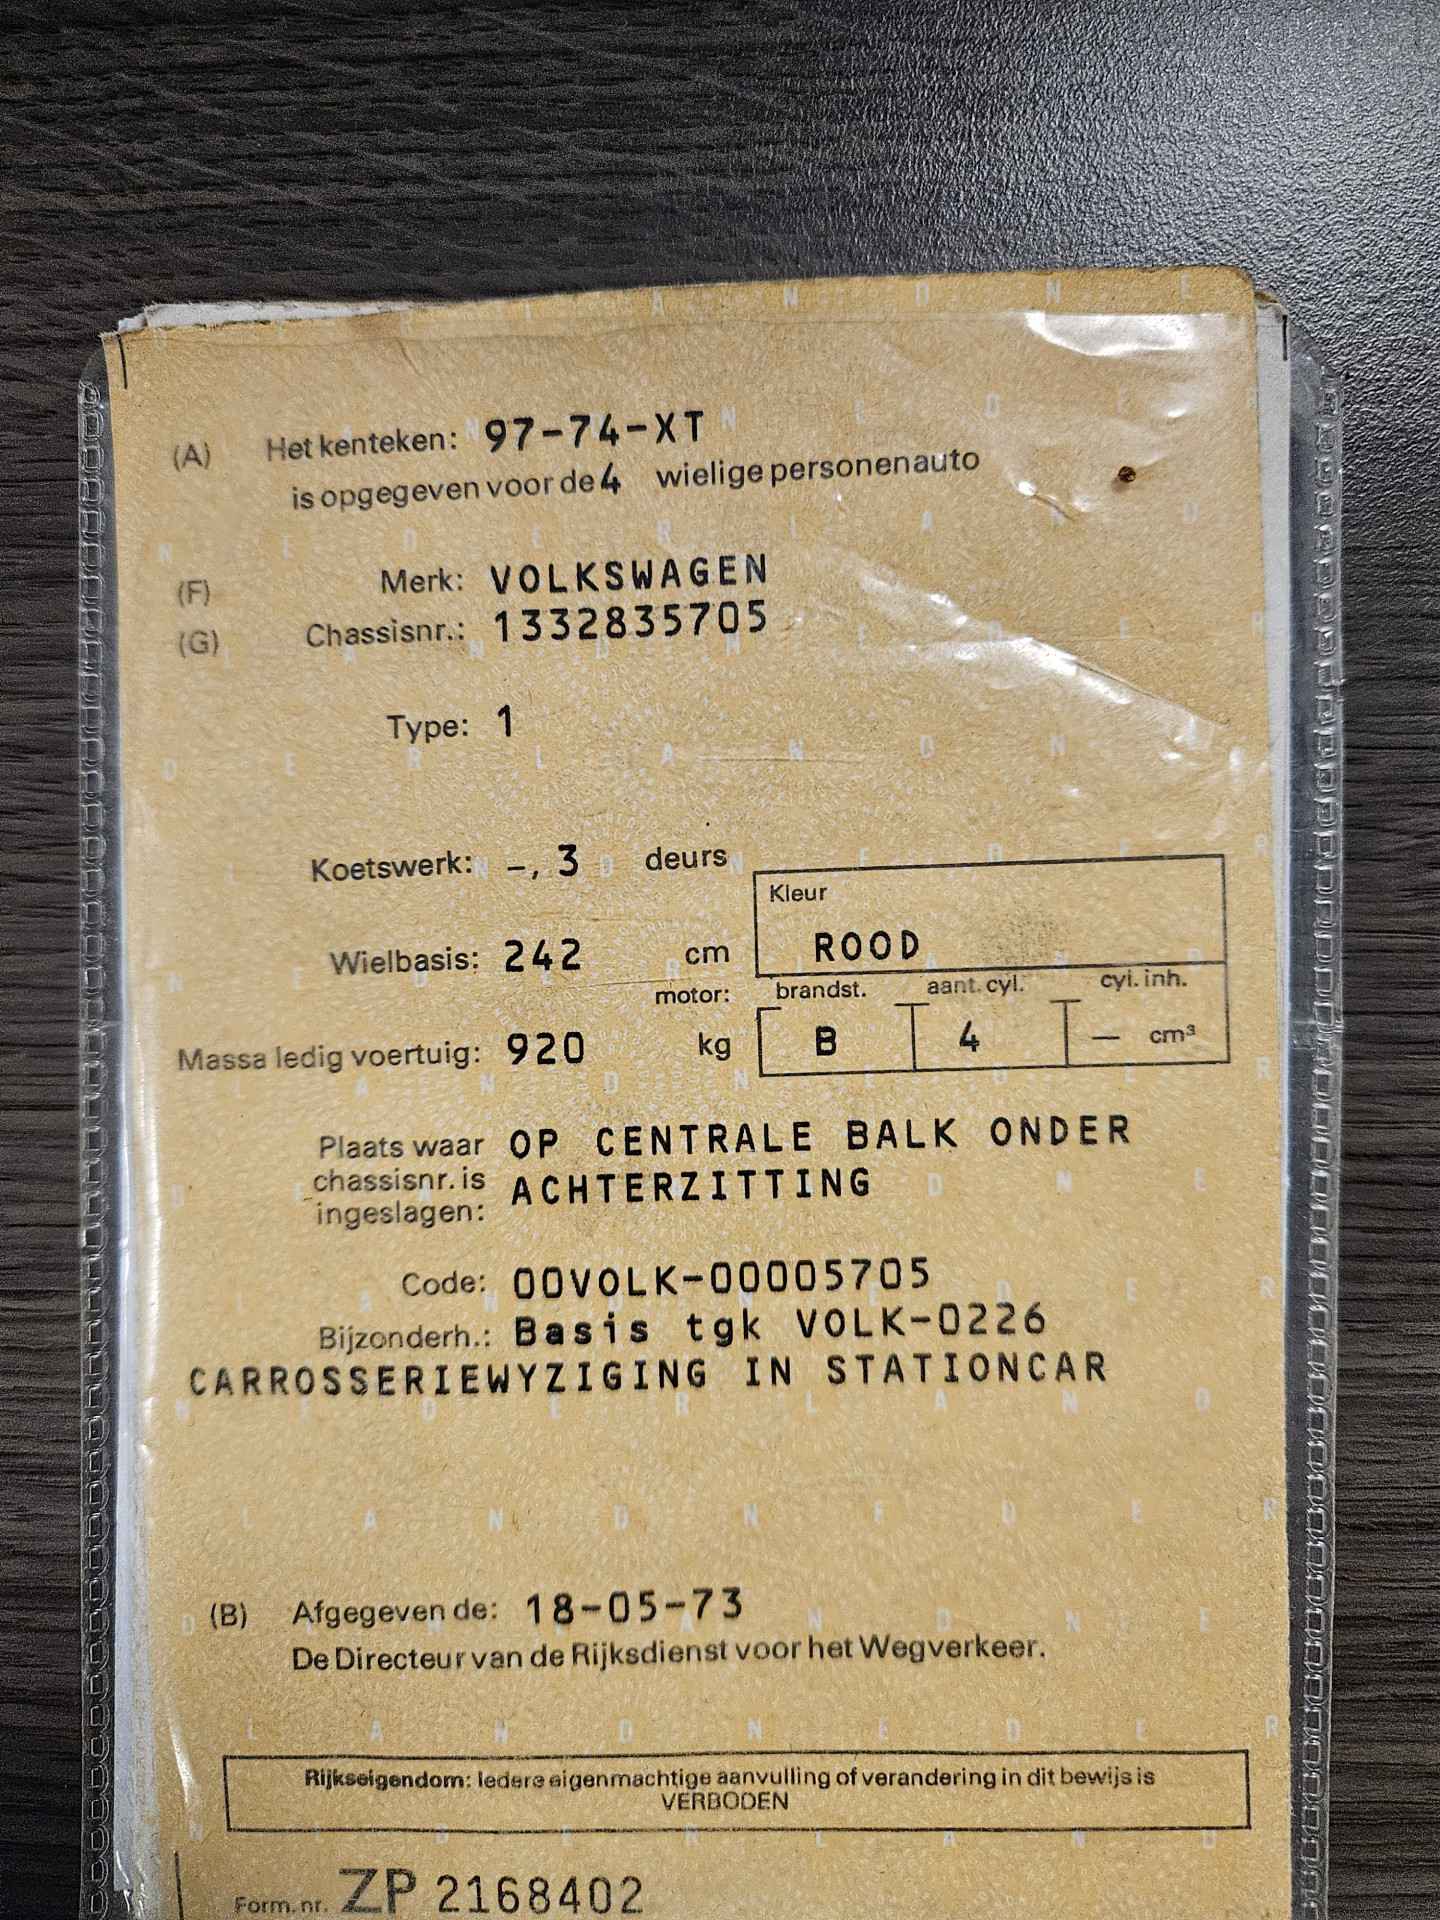 (A) Het kenteken: 97-74-XT
is opgegeven voor de 4 wielige personenauto
(F) Merk: VOLKSWAGEN
(G) Chassisnr.: 1332835705
Type: 1
Koetswerk: -, 3 deurs
Kleur
ROOD
Wielbasis: 242 cm
motor: brandst. aant. cyl. cyl. inh.
Massa ledig voertuig: 920 kg B 4 — cm³
Plaats waar OP CENTRALE BALK ONDER
chassisnr. is ACHTERZITTING
ingeslagen:
Code: 00VOLK-00005705
Bijzonderh.: Basis tgk VOLK-0226
CARROSSERIEWYZIGING IN STATIONCAR
(B) Afgegeven de: 18-05-73
De Directeur van de Rijksdienst voor het Wegverkeer.
Rijkseigendom: Iedere eigenmachtige aanvulling of verandering in dit bewijs is
VERBODEN
Form. nr. ZP 2168402